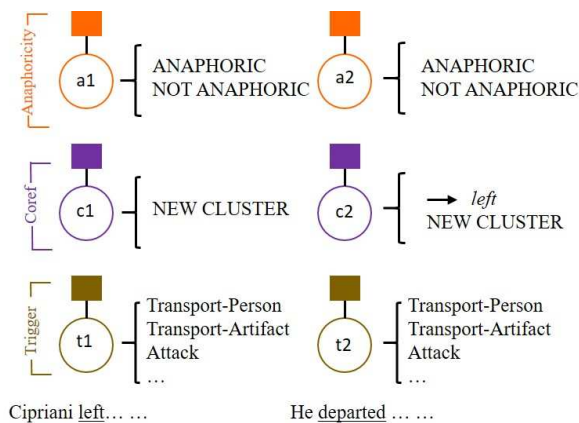 Anaphoricity
a1
ANAPHORIC
NOT ANAPHORIC
a2
ANAPHORIC
NOT ANAPHORIC
Coref
c1
NEW CLUSTER
c2
→ left
NEW CLUSTER
Trigger
t1
Transport-Person
Transport-Artifact
Attack
…
t2
Transport-Person
Transport-Artifact
Attack
…
Cipriani left… …
He departed … …